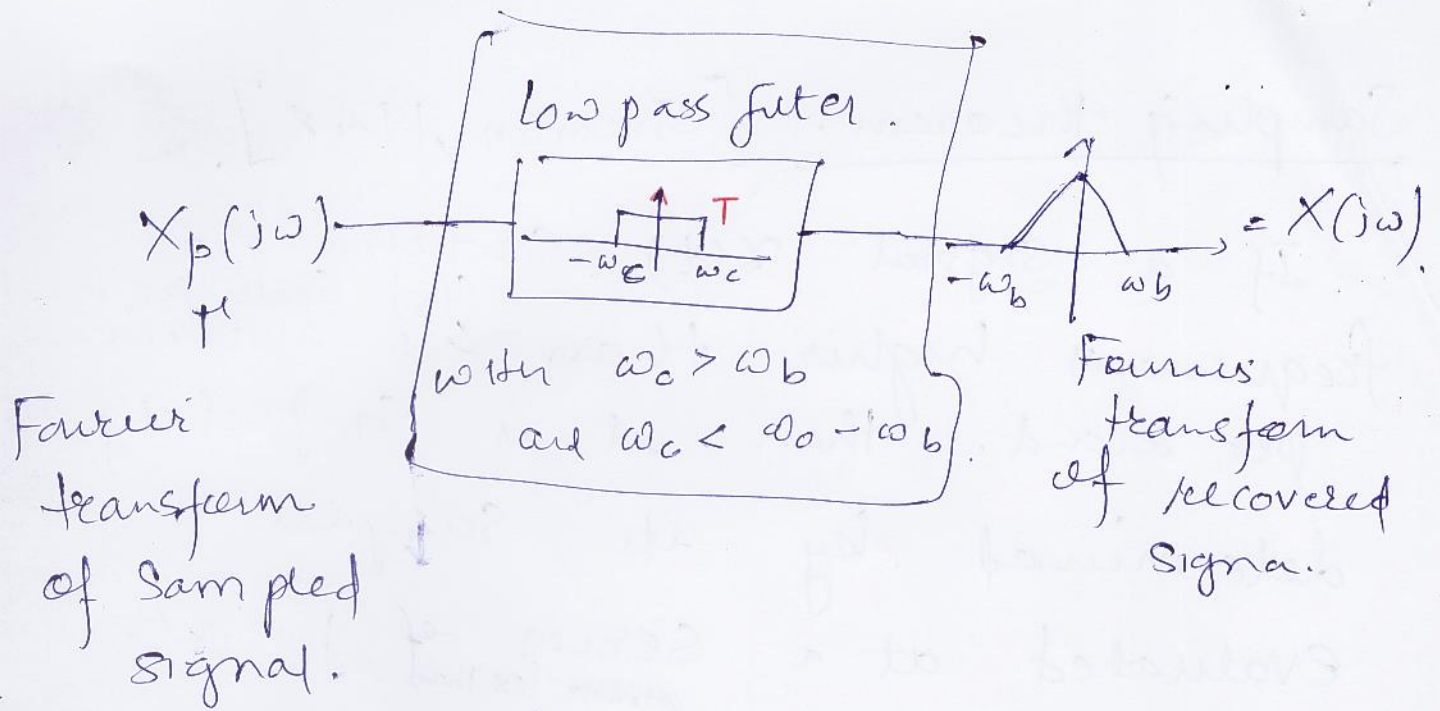 low pass filter.
T
-ωc ωc
Xp(jω)
-ωb ωb
= X(jω).
with ωc > ωb
and ωc < ω0 - ωb.
Fourier
transform
of Sampled
signal.
Fourier
transform
of recovered
Signa.